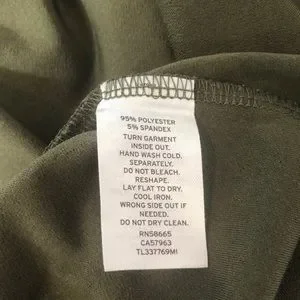 95% POLYESTER
5% SPANDEX
TURN GARMENT
INSIDE OUT.
HAND WASH COLD.
SEPARATELY.
DO NOT BLEACH.
RESHAPE.
LAY FLAT TO DRY.
COOL IRON.
WRONG SIDE OUT IF
NEEDED.
DO NOT DRY CLEAN.
RN58665
CA57963
TL337769MI